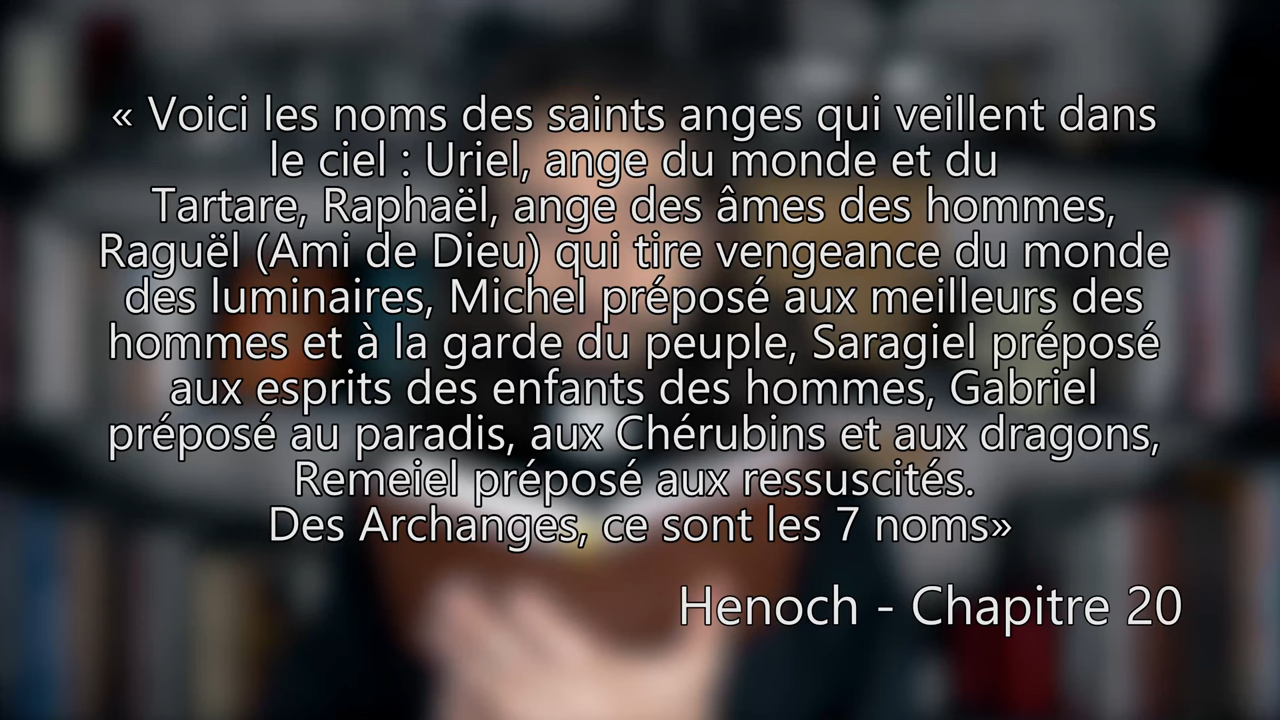 « Voici les noms des saints anges qui veillent dans
le ciel : Uriel, ange du monde et du
Tartare, Raphaël, ange des âmes des hommes,
Raguël (Ami de Dieu) qui tire vengeance du monde
des luminaires, Michel préposé aux meilleurs des
hommes et à la garde du peuple, Saragiel préposé
aux esprits des enfants des hommes, Gabriel
préposé au paradis, aux Chérubins et aux dragons,
Remeiel préposé aux ressuscités.
Des Archanges, ce sont les 7 noms»
Henoch - Chapitre 20